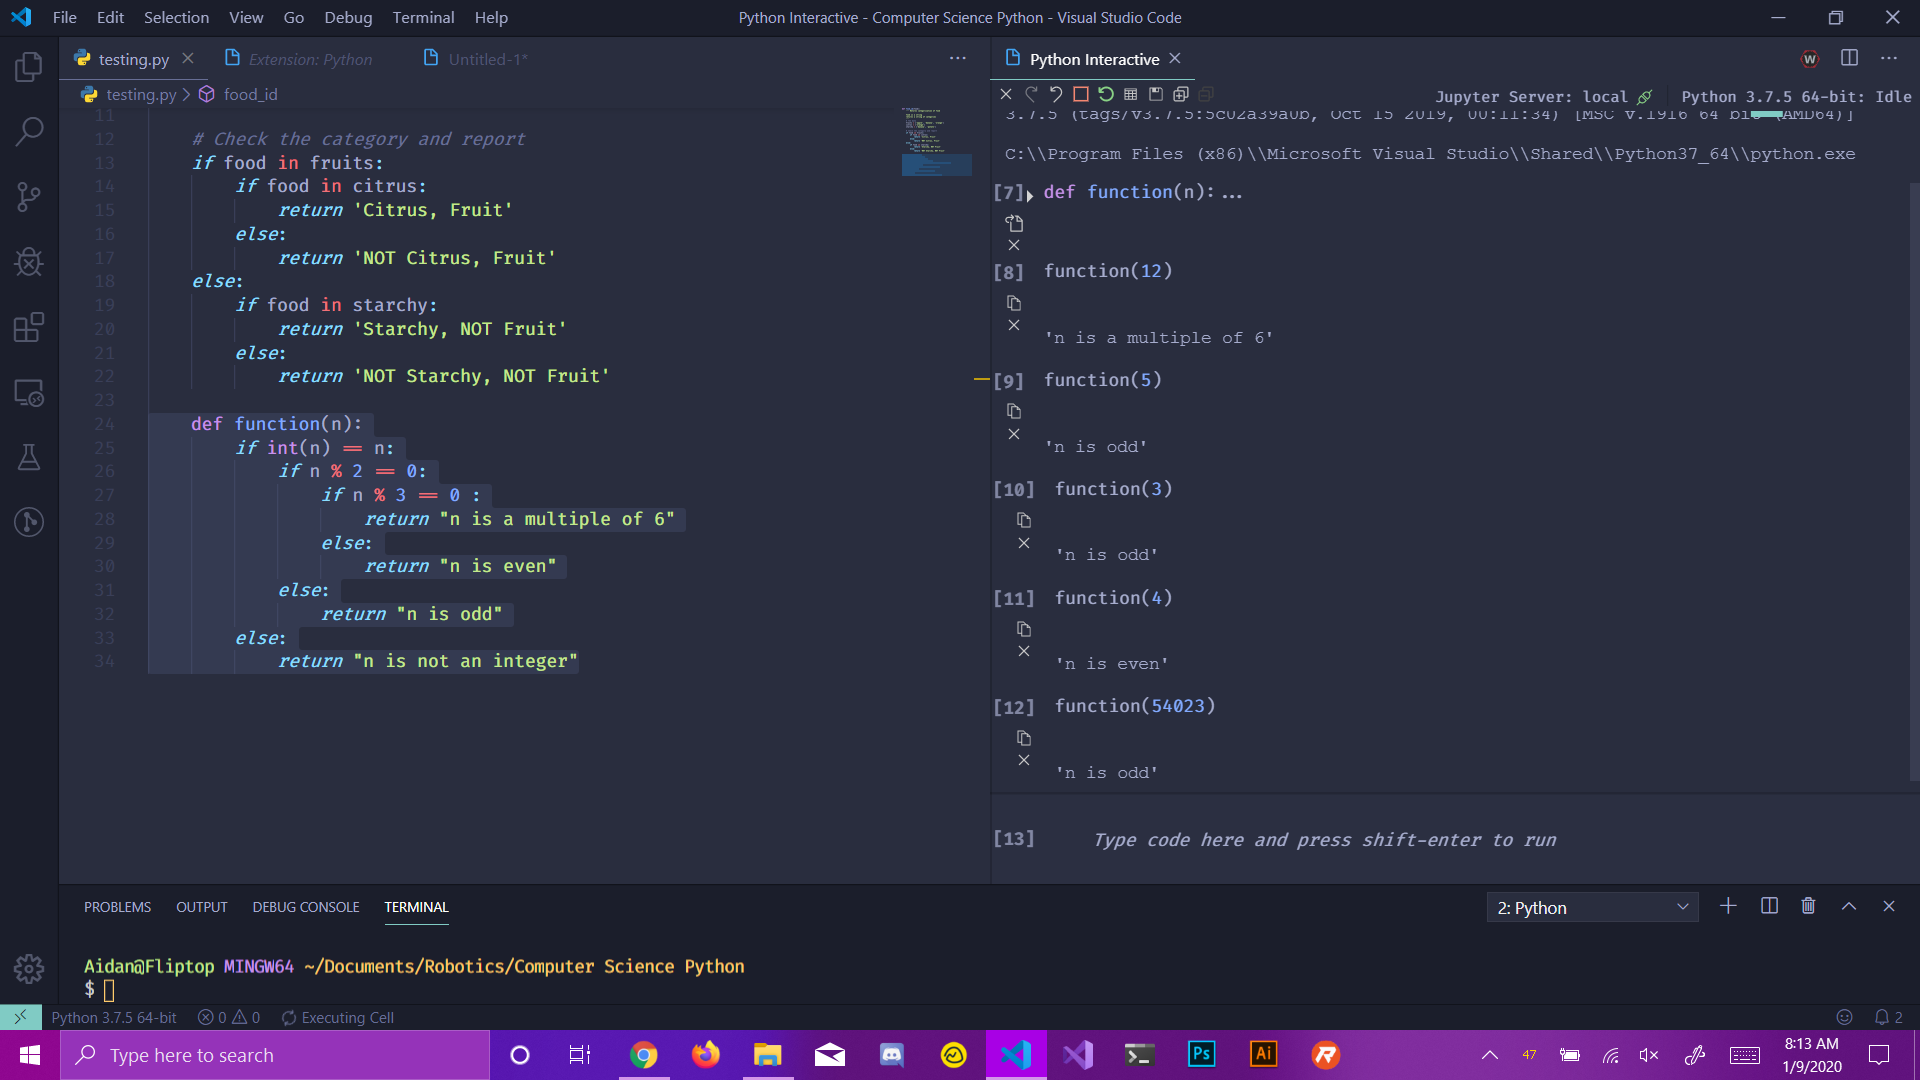 File Edit Selection View Go Debug Terminal Help
Python Interactive - Computer Science Python - Visual Studio Code
testing.py
Extension: Python
Untitled-1*
testing.py > food_id
11
12 # Check the category and report
13 if food in fruits:
14 if food in citrus:
15 return 'Citrus, Fruit'
16 else:
17 return 'NOT Citrus, Fruit'
18 else:
19 if food in starchy:
20 return 'Starchy, NOT Fruit'
21 else:
22 return 'NOT Starchy, NOT Fruit'
23
24 def function(n):
25 if int(n) == n:
26 if n % 2 == 0:
27 if n % 3 == 0 :
28 return "n is a multiple of 6"
29 else:
30 return "n is even"
31 else:
32 return "n is odd"
33 else:
34 return "n is not an integer"
Python Interactive
W
Jupyter Server: local
Python 3.7.5 64-bit: Idle
3.7.5 (tags/v3.7.5:5c02a39a0b, Oct 15 2019, 00:11:34) [MSC v.1916 64 bit (AMD64)]
C:\\Program Files (x86)\\Microsoft Visual Studio\\Shared\\Python37_64\\python.exe
[7] def function(n):...
[8] function(12)
'n is a multiple of 6'
[9] function(5)
'n is odd'
[10] function(3)
'n is odd'
[11] function(4)
'n is even'
[12] function(54023)
'n is odd'
[13] Type code here and press shift-enter to run
PROBLEMS OUTPUT DEBUG CONSOLE TERMINAL
2: Python
Aidan@Fliptop MINGW64 ~/Documents/Robotics/Computer Science Python
$
Python 3.7.5 64-bit 0 0 Executing Cell
2
Type here to search
Ps
Ai
47
8:13 AM
1/9/2020